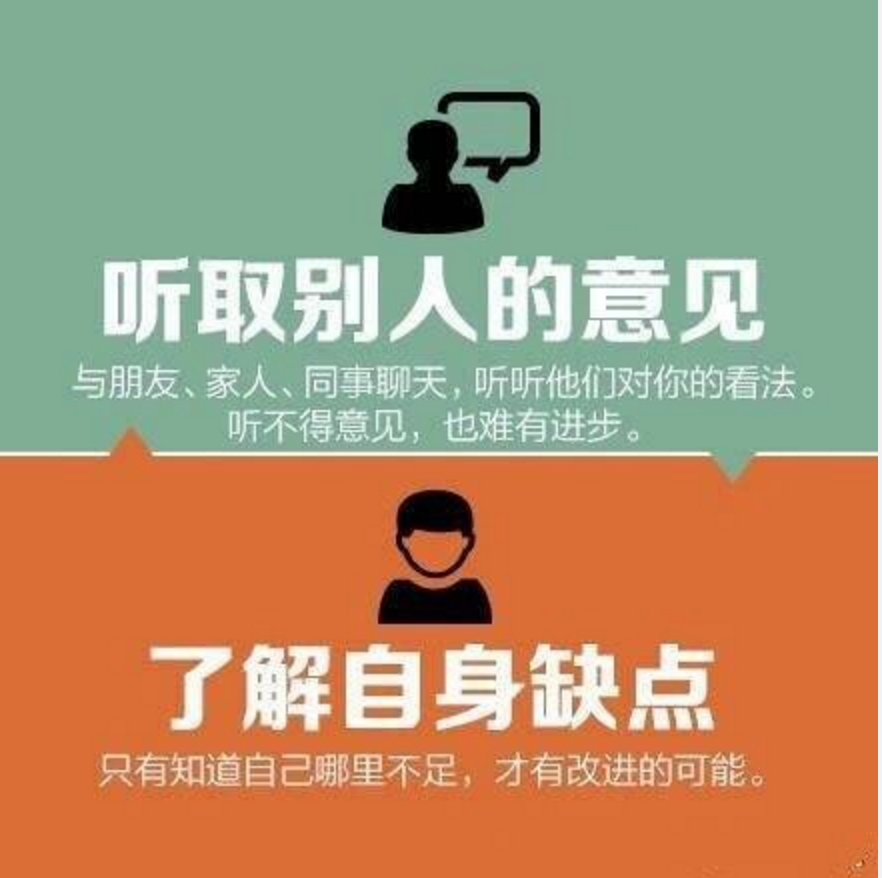 听取别人的意见
与朋友、家人、同事聊天，听听他们对你的看法。
听不得意见，也难有进步。
了解自身缺点
只有知道自己哪里不足，才有改进的可能。